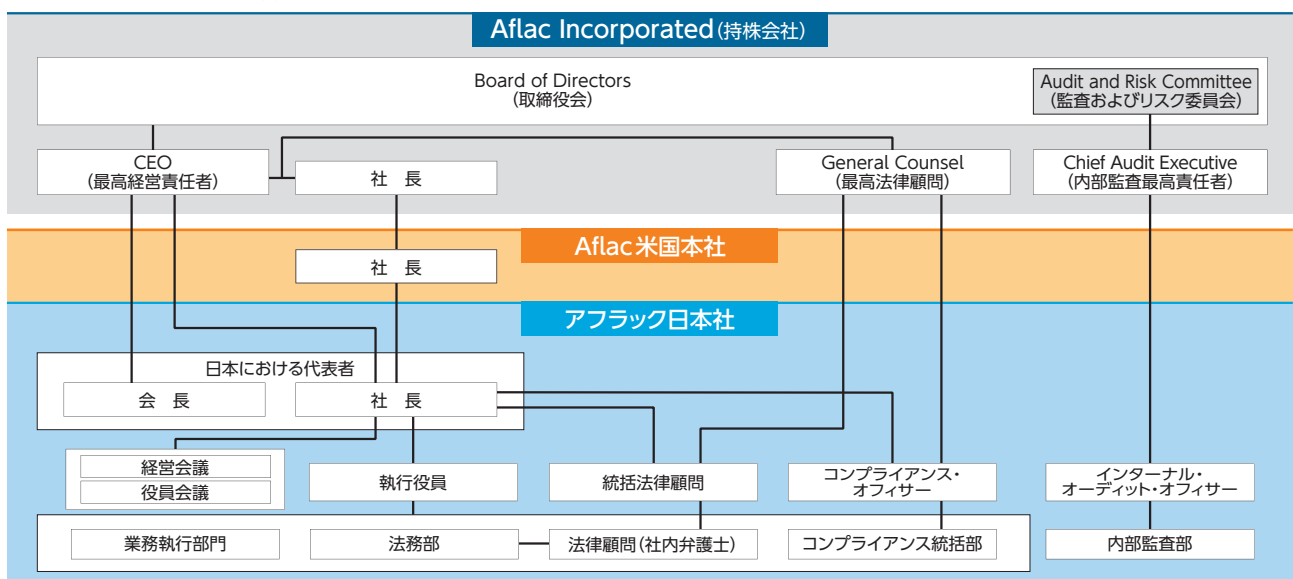 Aflac Incorporated(持株会社)
Board of Directors
(取締役会)
Audit and Risk Committee
(監査およびリスク委員会)
CEO
(最高経営責任者)
社 長
General Counsel
(最高法律顧問)
Chief Audit Executive
(内部監査最高責任者)
Aflac米国本社
社 長
アフラック日本社
日本における代表者
会 長
社 長
経営会議
役員会議
執行役員
統括法律顧問
コンプライアンス・
オフィサー
インターナル・
オーディット・オフィサー
業務執行部門
法務部
法律顧問(社内弁護士)
コンプライアンス統括部
内部監査部